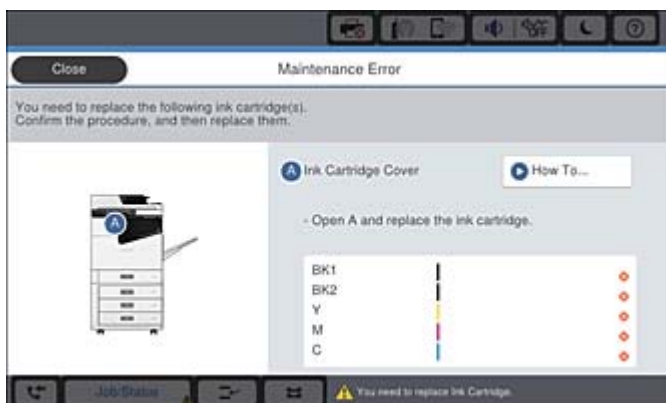 Close
Maintenance Error
You need to replace the following ink cartridge(s).
Confirm the procedure, and then replace them.
A Ink Cartridge Cover
How To...
A
- Open A and replace the ink cartridge.
BK1
BK2
Y
M
C
Job/Status
You need to replace Ink Cartridge.